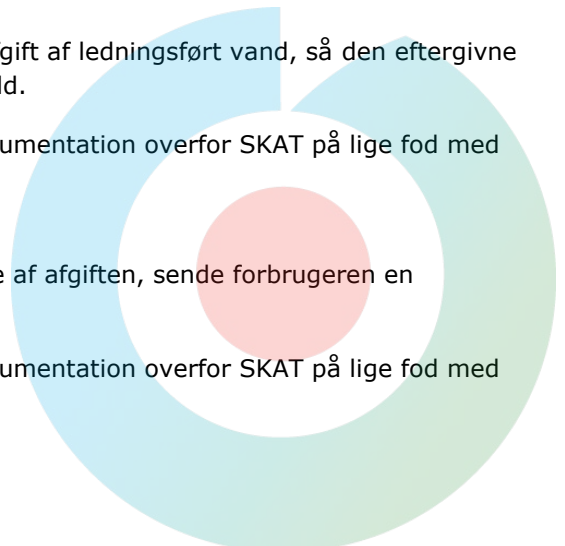 gift af ledningsført vand, så den eftergivne
ld.
umentation overfor SKAT på lige fod med
e af afgiften, sende forbrugeren en
umentation overfor SKAT på lige fod med